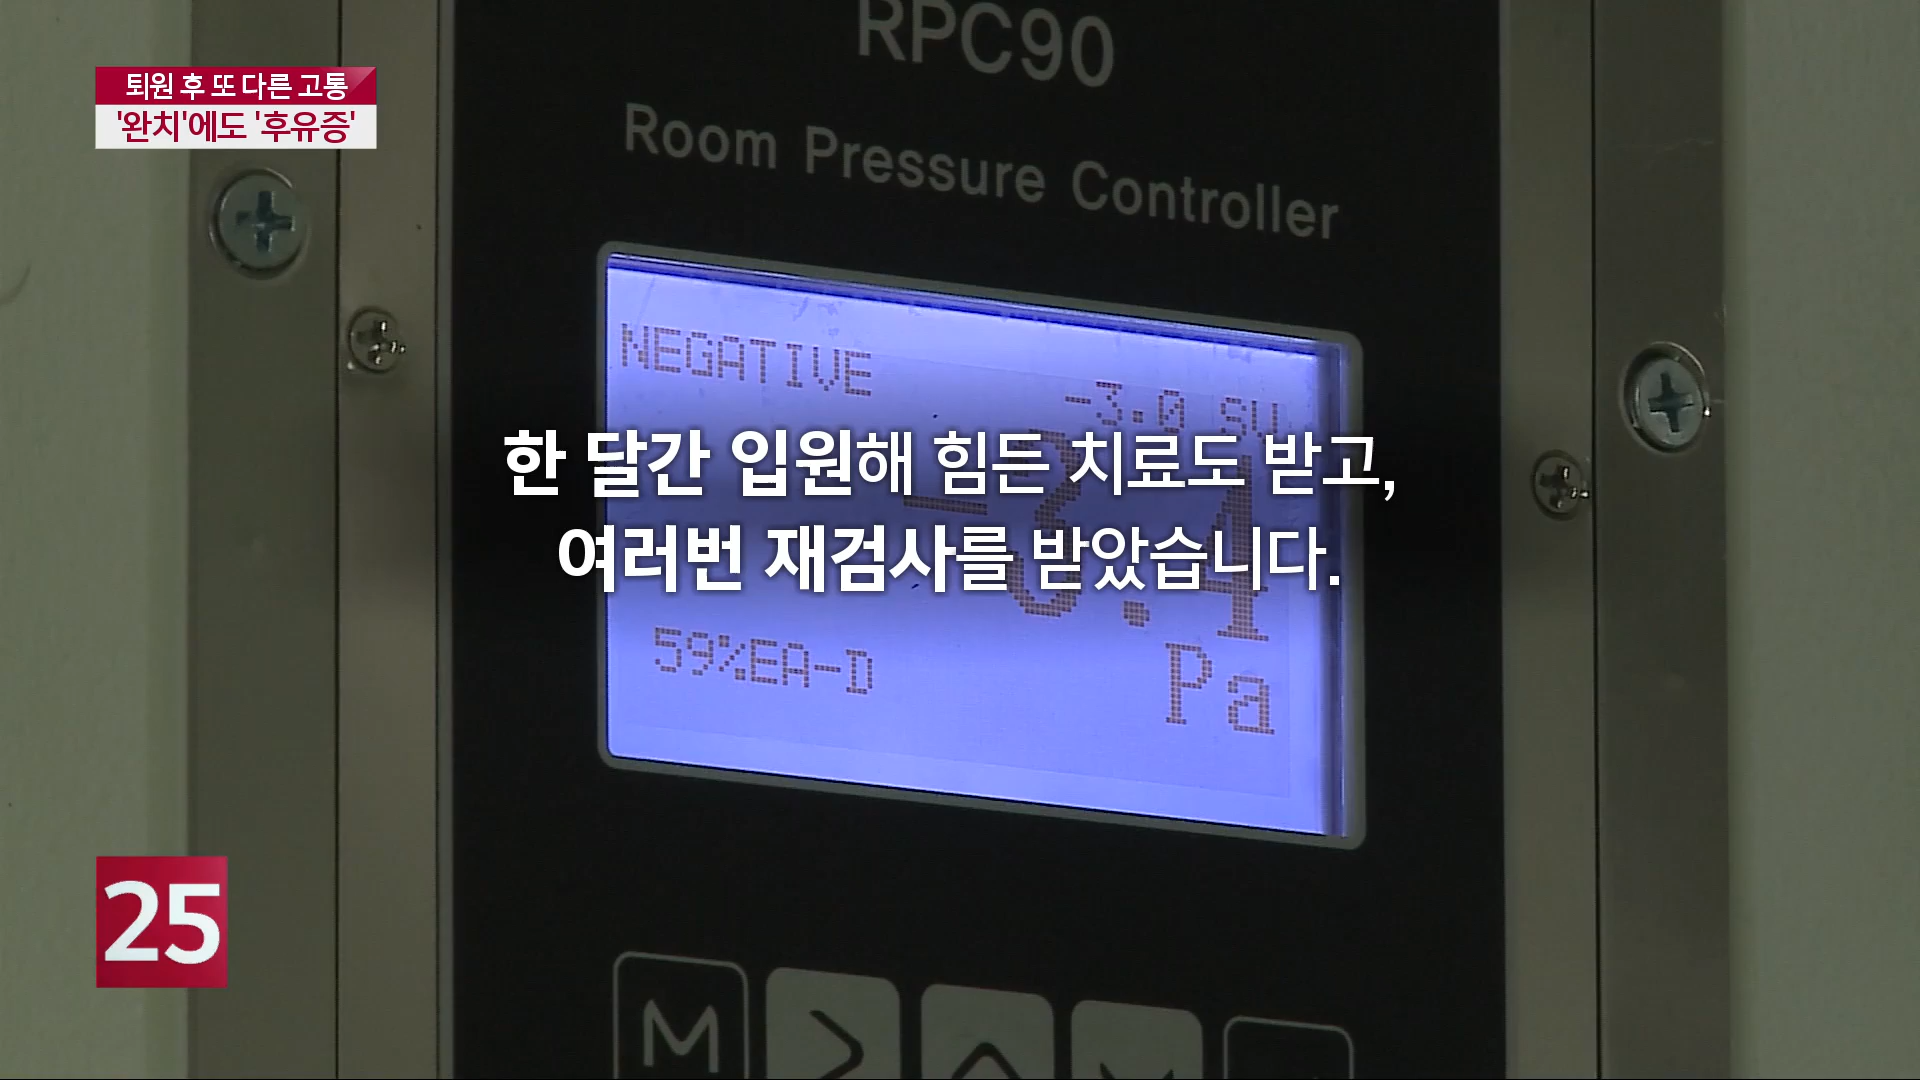 퇴원 후 또 다른 고통
'완치'에도 '후유증'
RPC90
Room Pressure Controller
NEGATIVE
-3.0 SV
한 달간 입원해 힘든 치료도 받고,
-3.4
여러번 재검사를 받았습니다.
59%EA-D
Pa
25
M